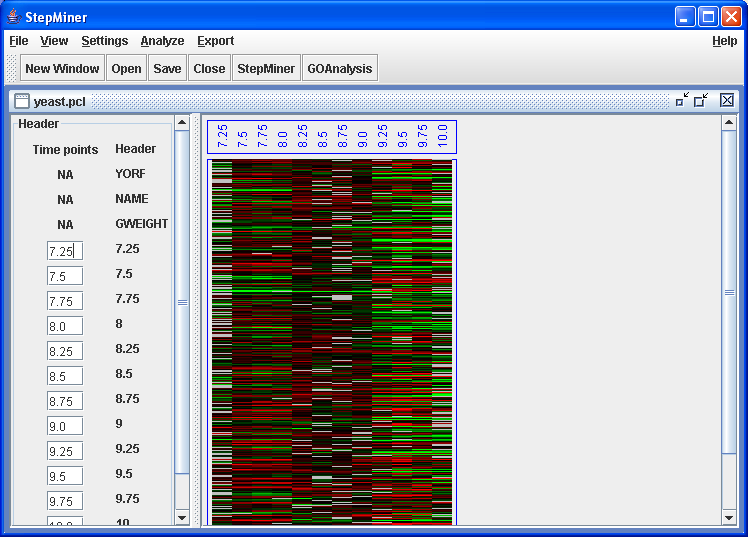 StepMiner
File View Settings Analyze Export Help
New Window Open Save Close StepMiner GOAnalysis
yeast.pcl
Header
Time points Header
NA YORF
NA NAME
NA GWEIGHT
7.25 7.25
7.5 7.5
7.75 7.75
8.0 8
8.25 8.25
8.5 8.5
8.75 8.75
9.0 9
9.25 9.25
9.5 9.5
9.75 9.75
10.0 10
7.25 7.5 7.75 8.0 8.25 8.5 8.75 9.0 9.25 9.5 9.75 10.0